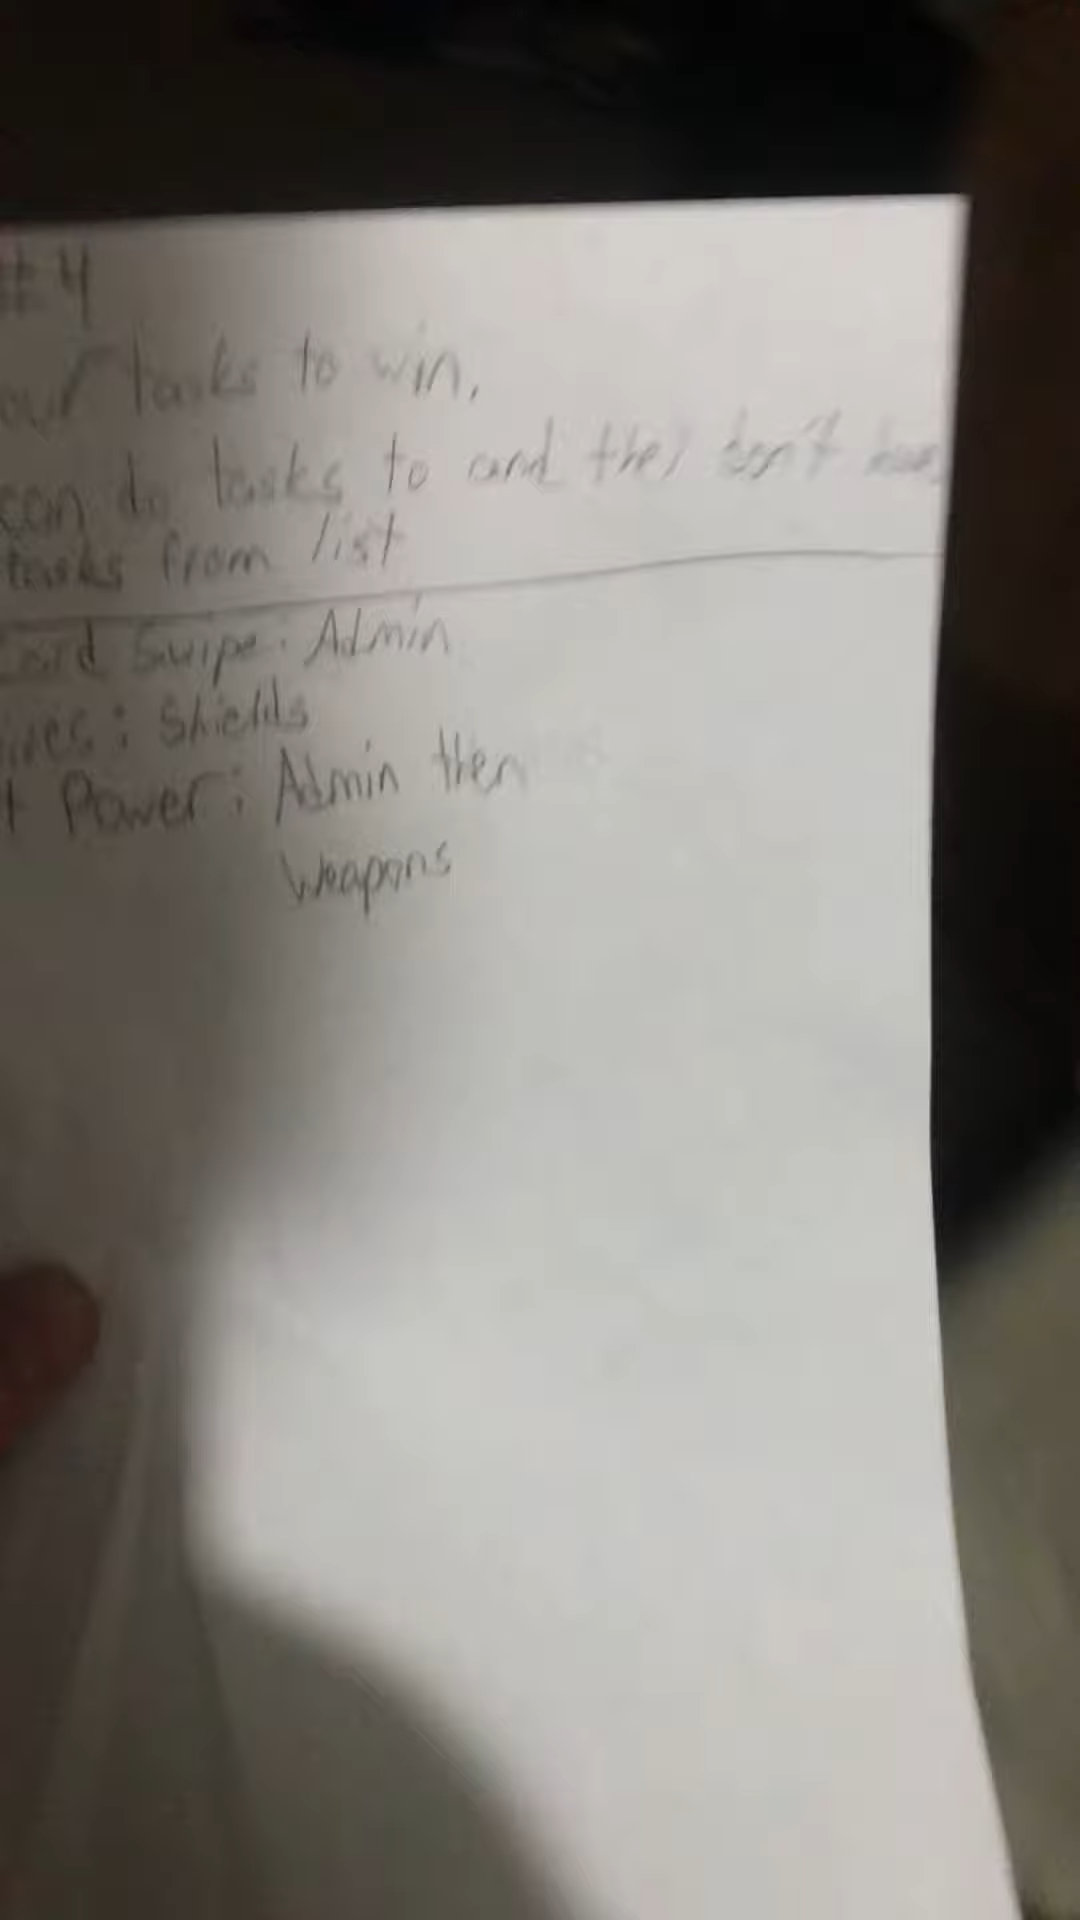 #4
tasks to win.
can do tasks to and they don't
tasks from list
Card Swipe: Admin
: Shields
Power: Admin then
Weapons